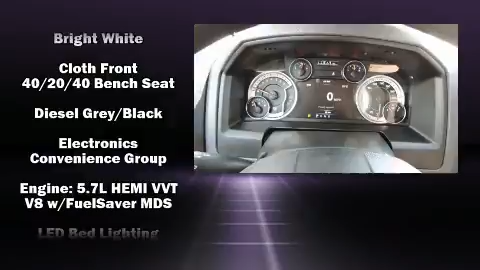 Bright White
Cloth Front
40/20/40 Bench Seat
Diesel Grey/Black
Electronics
Convenience Group
Engine: 5.7L HEMI VVT
V8 w/FuelSaver MDS
LED Bed Lighting
0